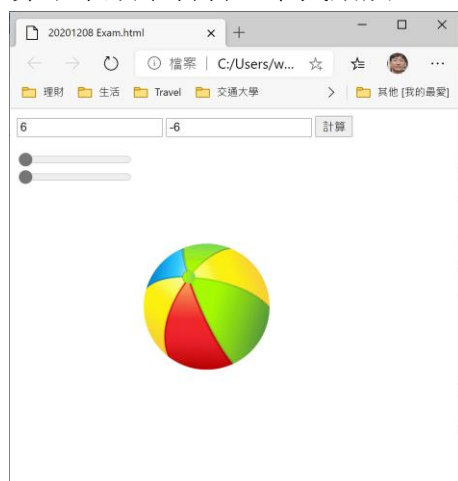 20201208 Exam.html
檔案 | C:/Users/w...
理財 生活 Travel 交通大學 其他 [我的最愛]
6 -6 計算